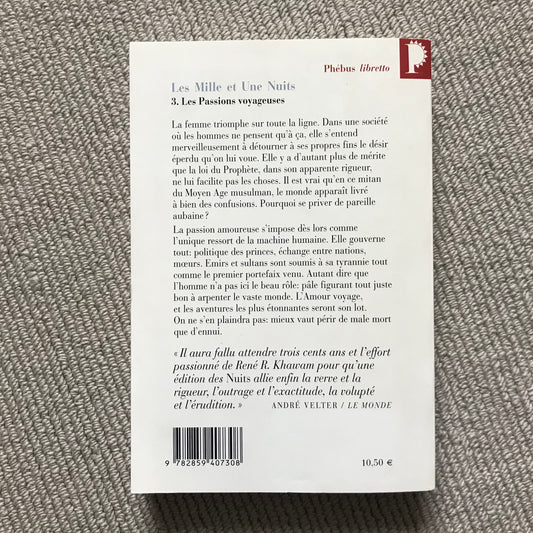 Phébus libretto
Les Mille et Une Nuits
3. Les Passions voyageuses
La femme triomphe sur toute la ligne. Dans une société
où les hommes ne pensent qu'à ça, elle s'entend
merveilleusement à détourner à ses propres fins le désir
éperdu qu'on lui voue. Elle y a d'autant plus de mérite
que la loi du Prophète, dans son apparente rigueur,
ne lui facilite pas les choses. Il est vrai qu'en ce mitan
du Moyen Age musulman, le monde apparaît livré
à bien des confusions. Pourquoi se priver de pareille
aubaine ?
La passion amoureuse s'impose dès lors comme
l'unique ressort de la machine humaine. Elle gouverne
tout: politique des princes, échange entre nations,
mœurs. Emirs et sultans sont soumis à sa tyrannie tout
comme le premier portefaix venu. Autant dire que
l'homme n'a pas ici le beau rôle: pâle figurant tout juste
bon à arpenter le vaste monde. L'Amour voyage,
et les aventures les plus étonnantes seront son lot.
On ne s'en plaindra pas: mieux vaut périr de male mort
que d'ennui.
« Il aura fallu attendre trois cents ans et l'effort
passionné de René R. Khawam pour qu'une
édition des Nuits allie enfin la verve et la
rigueur, l'outrage et l'exactitude, la volupté
et l'érudition. » ANDRÉ VELTER / LE MONDE
9 782859 407308
10.50 €